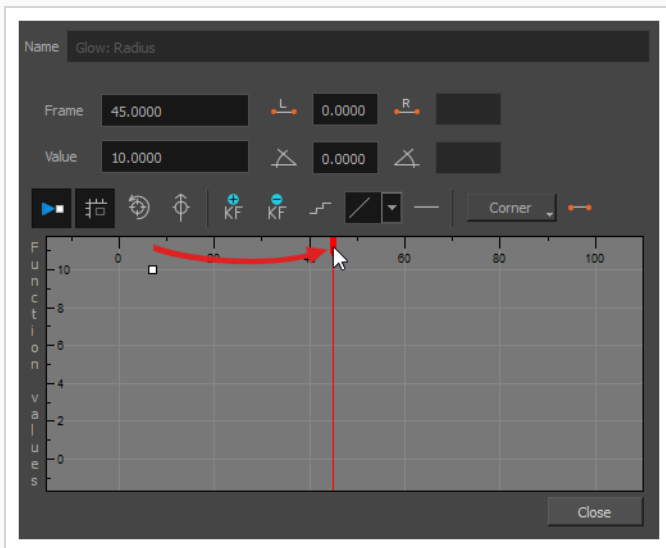 Name Glow: Radius
Frame 45.0000 L 0.0000 R
Value 10.0000 0.0000
KF KF Corner
Function values
0 20 40 60 80 100
10
8
6
4
2
0
Close